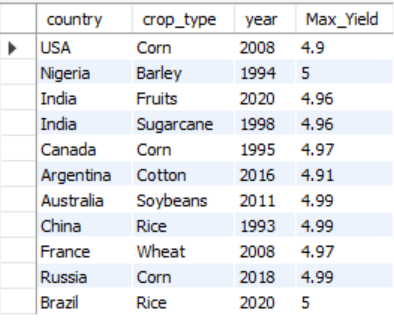 country crop_type year Max_Yield
USA Corn 2008 4.9
Nigeria Barley 1994 5
India Fruits 2020 4.96
India Sugarcane 1998 4.96
Canada Corn 1995 4.97
Argentina Cotton 2016 4.91
Australia Soybeans 2011 4.99
China Rice 1993 4.99
France Wheat 2008 4.97
Russia Corn 2018 4.99
Brazil Rice 2020 5